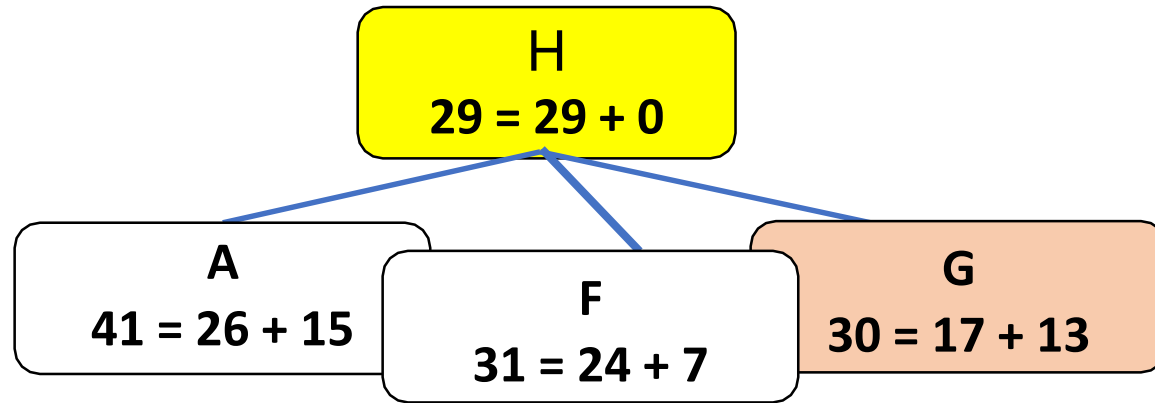 H
29 = 29 + 0
A
41 = 26 + 15
F
31 = 24 + 7
G
30 = 17 + 13